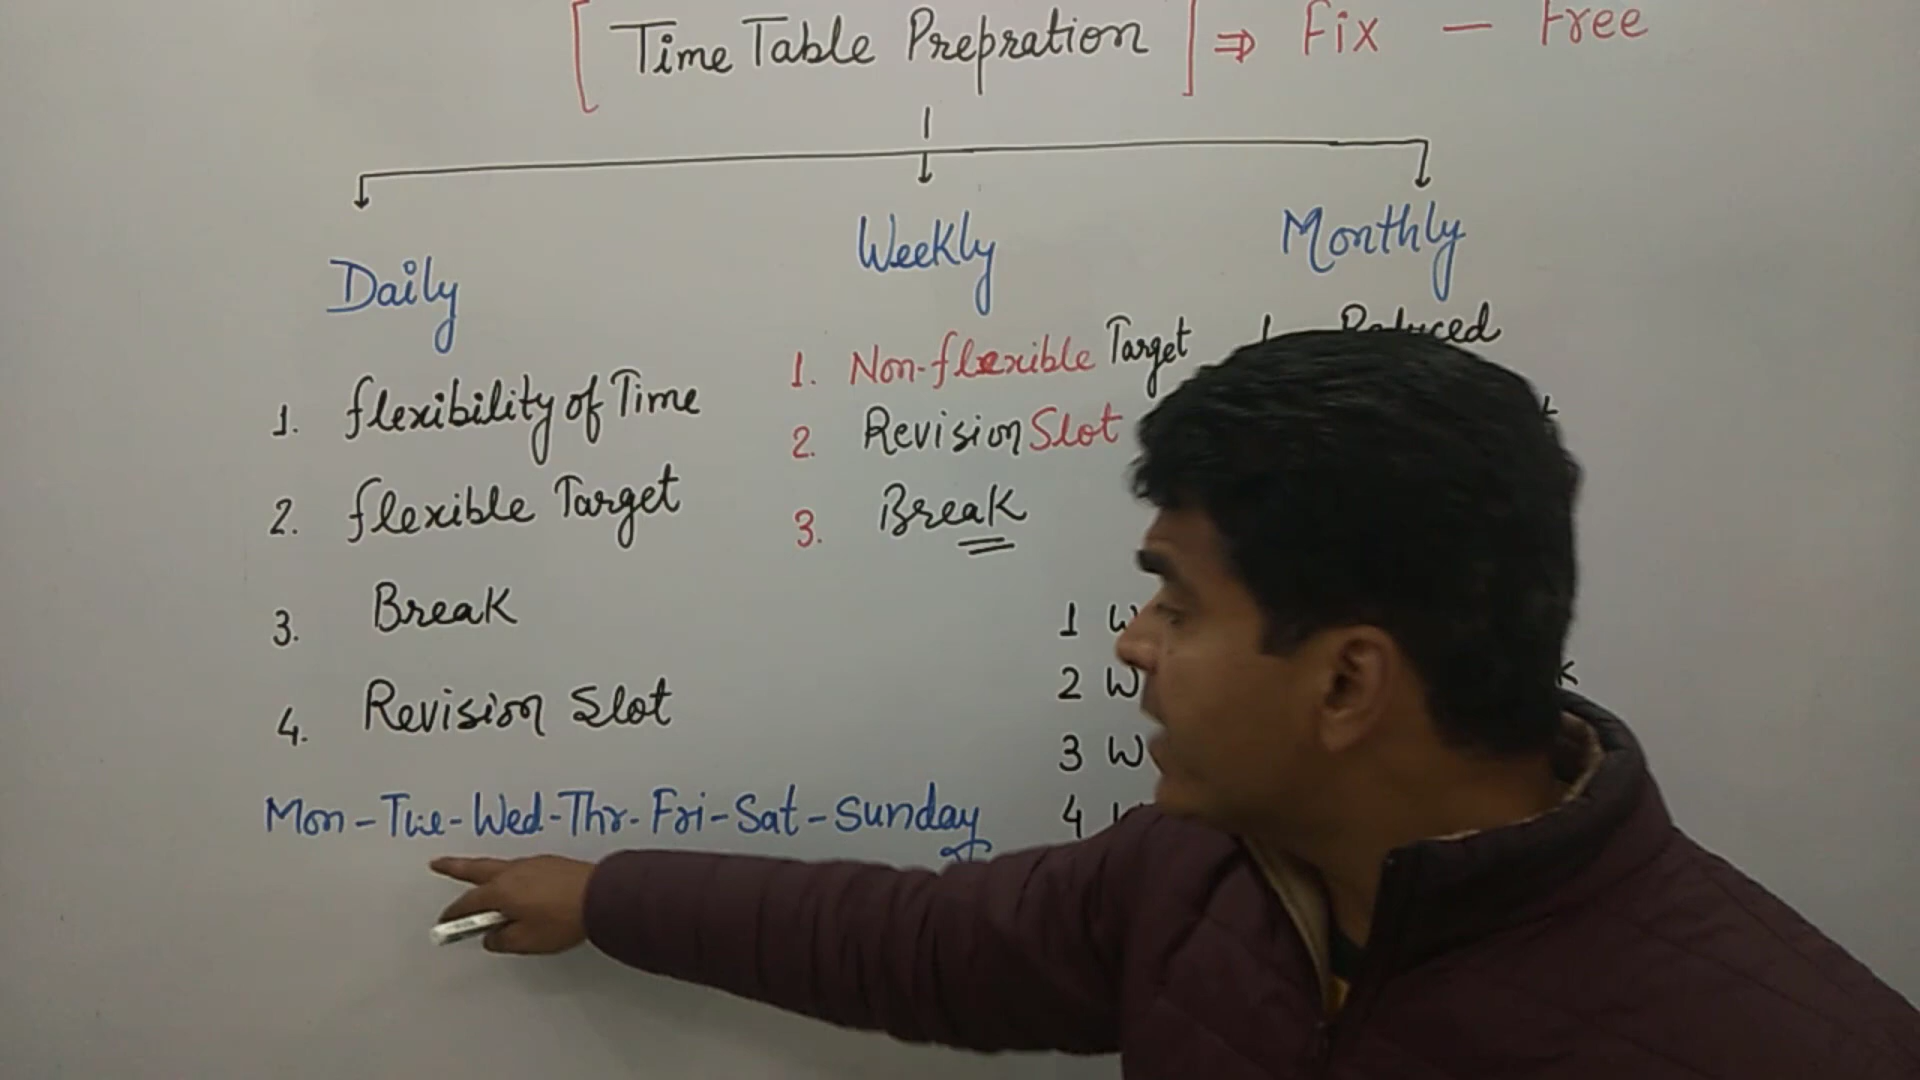 [ Time Table Prepration ] ⇒ Fix – Free
Daily
1. flexibility of Time
2. flexible Target
3. Break
4. Revision Slot
Mon-Tue-Wed-Thr-Fri-Sat-Sunday
Weekly
1. Non-flexible Target
2. Revision Slot
3. Break
Monthly
1
1 W
2 W
3 W
4